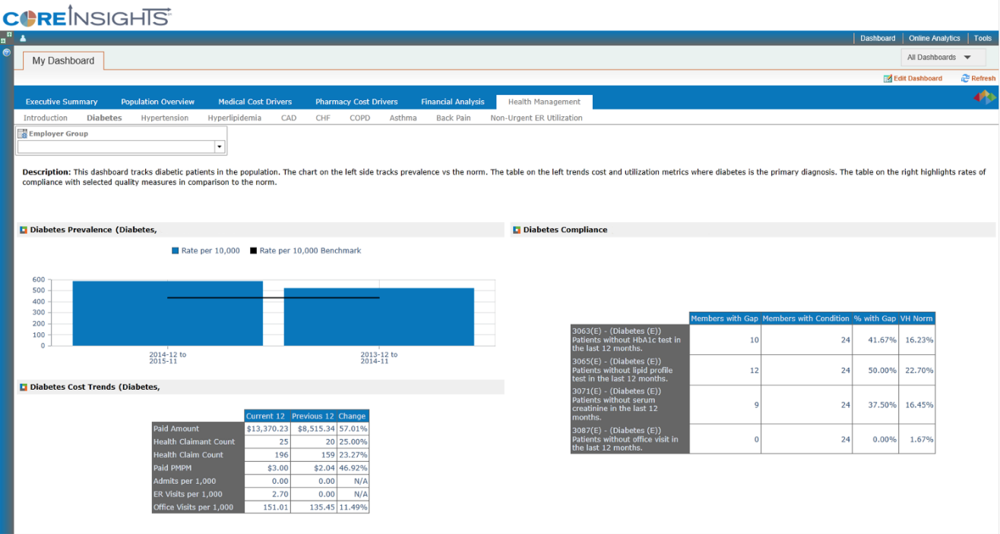 COREINSIGHTS
Dashboard Online Analytics Tools
My Dashboard
All Dashboards
Edit Dashboard Refresh
Executive Summary Population Overview Medical Cost Drivers Pharmacy Cost Drivers Financial Analysis Health Management
Introduction Diabetes Hypertension Hyperlipidemia CAD CHF COPD Asthma Back Pain Non-Urgent ER Utilization
Employer Group
Description: This dashboard tracks diabetic patients in the population. The chart on the left side tracks prevalence vs the norm. The table on the left trends cost and utilization metrics where diabetes is the primary diagnosis. The table on the right highlights rates of
compliance with selected quality measures in comparison to the norm.
Diabetes Prevalence (Diabetes,
Rate per 10,000 Rate per 10,000 Benchmark
600
500
400
300
200
100
0
2014-12 to
2015-11
2013-12 to
2014-11
Diabetes Cost Trends (Diabetes,
Current 12 Previous 12 Change
Paid Amount $13,370.23 $8,515.34 57.01%
Health Claimant Count 25 20 25.00%
Health Claim Count 196 159 23.27%
Paid PMPM $3.00 $2.04 46.92%
Admits per 1,000 0.00 0.00 N/A
ER Visits per 1,000 2.70 0.00 N/A
Office Visits per 1,000 151.01 135.45 11.49%
Diabetes Compliance
Members with Gap Members with Condition % with Gap VH Norm
3063(E) - (Diabetes (E))
Patients without HbA1c test in
the last 12 months.
10 24 41.67% 16.23%
3065(E) - (Diabetes (E))
Patients without lipid profile
test in the last 12 months.
12 24 50.00% 22.70%
3071(E) - (Diabetes (E))
Patients without serum
creatinine in the last 12
months.
9 24 37.50% 16.45%
3087(E) - (Diabetes (E))
Patients without office visit in
the last 12 months.
0 24 0.00% 1.67%